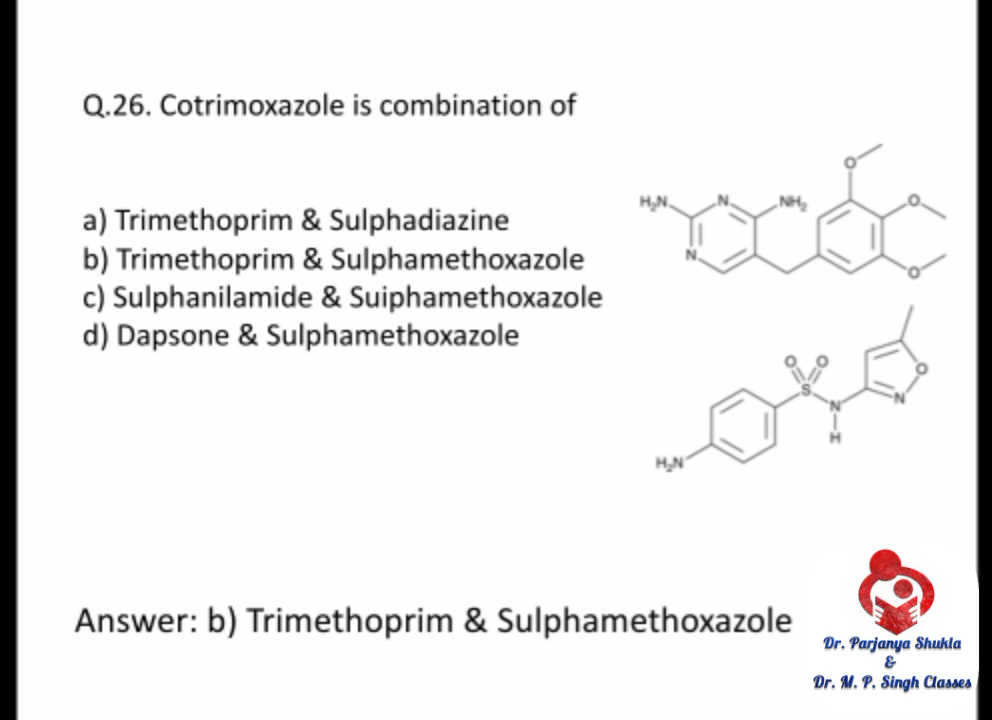 Q.26. Cotrimoxazole is combination of
a) Trimethoprim & Sulphadiazine
b) Trimethoprim & Sulphamethoxazole
c) Sulphanilamide & Suiphamethoxazole
d) Dapsone & Sulphamethoxazole
H₂N
N
NH₂
N
O
O
O
O
O
S
N
H
O
N
H₂N
Answer: b) Trimethoprim & Sulphamethoxazole
Dr. Parjanya Shukla
&
Dr. M. P. Singh Classes